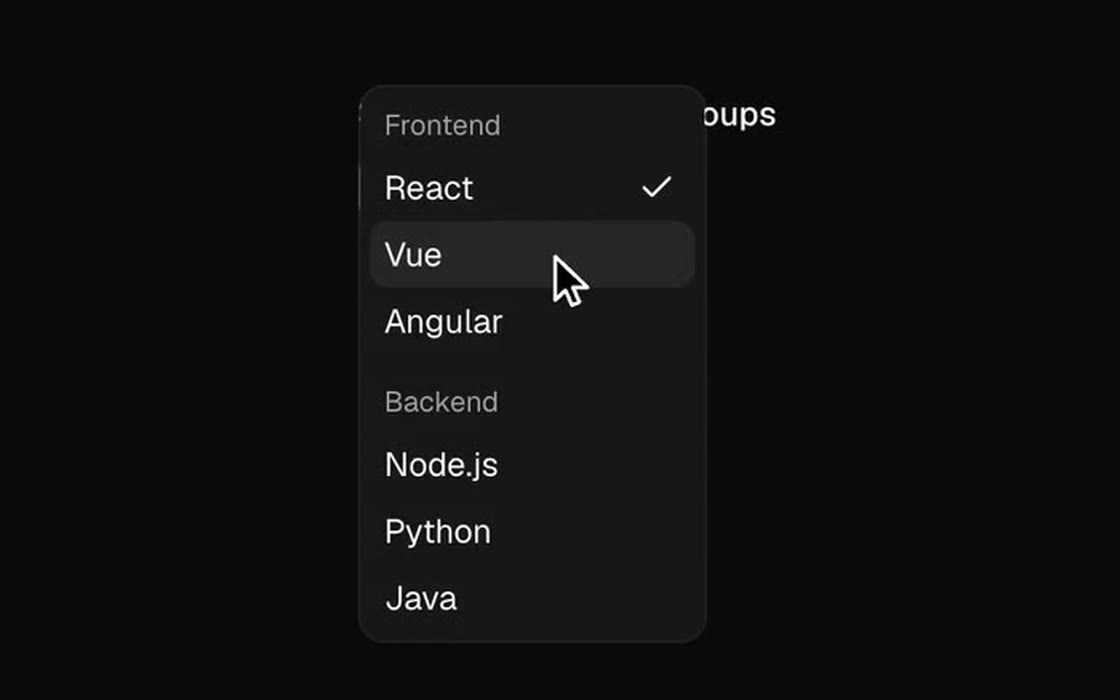 Frontend
oups
React
Vue
Angular
Backend
Node.js
Python
Java